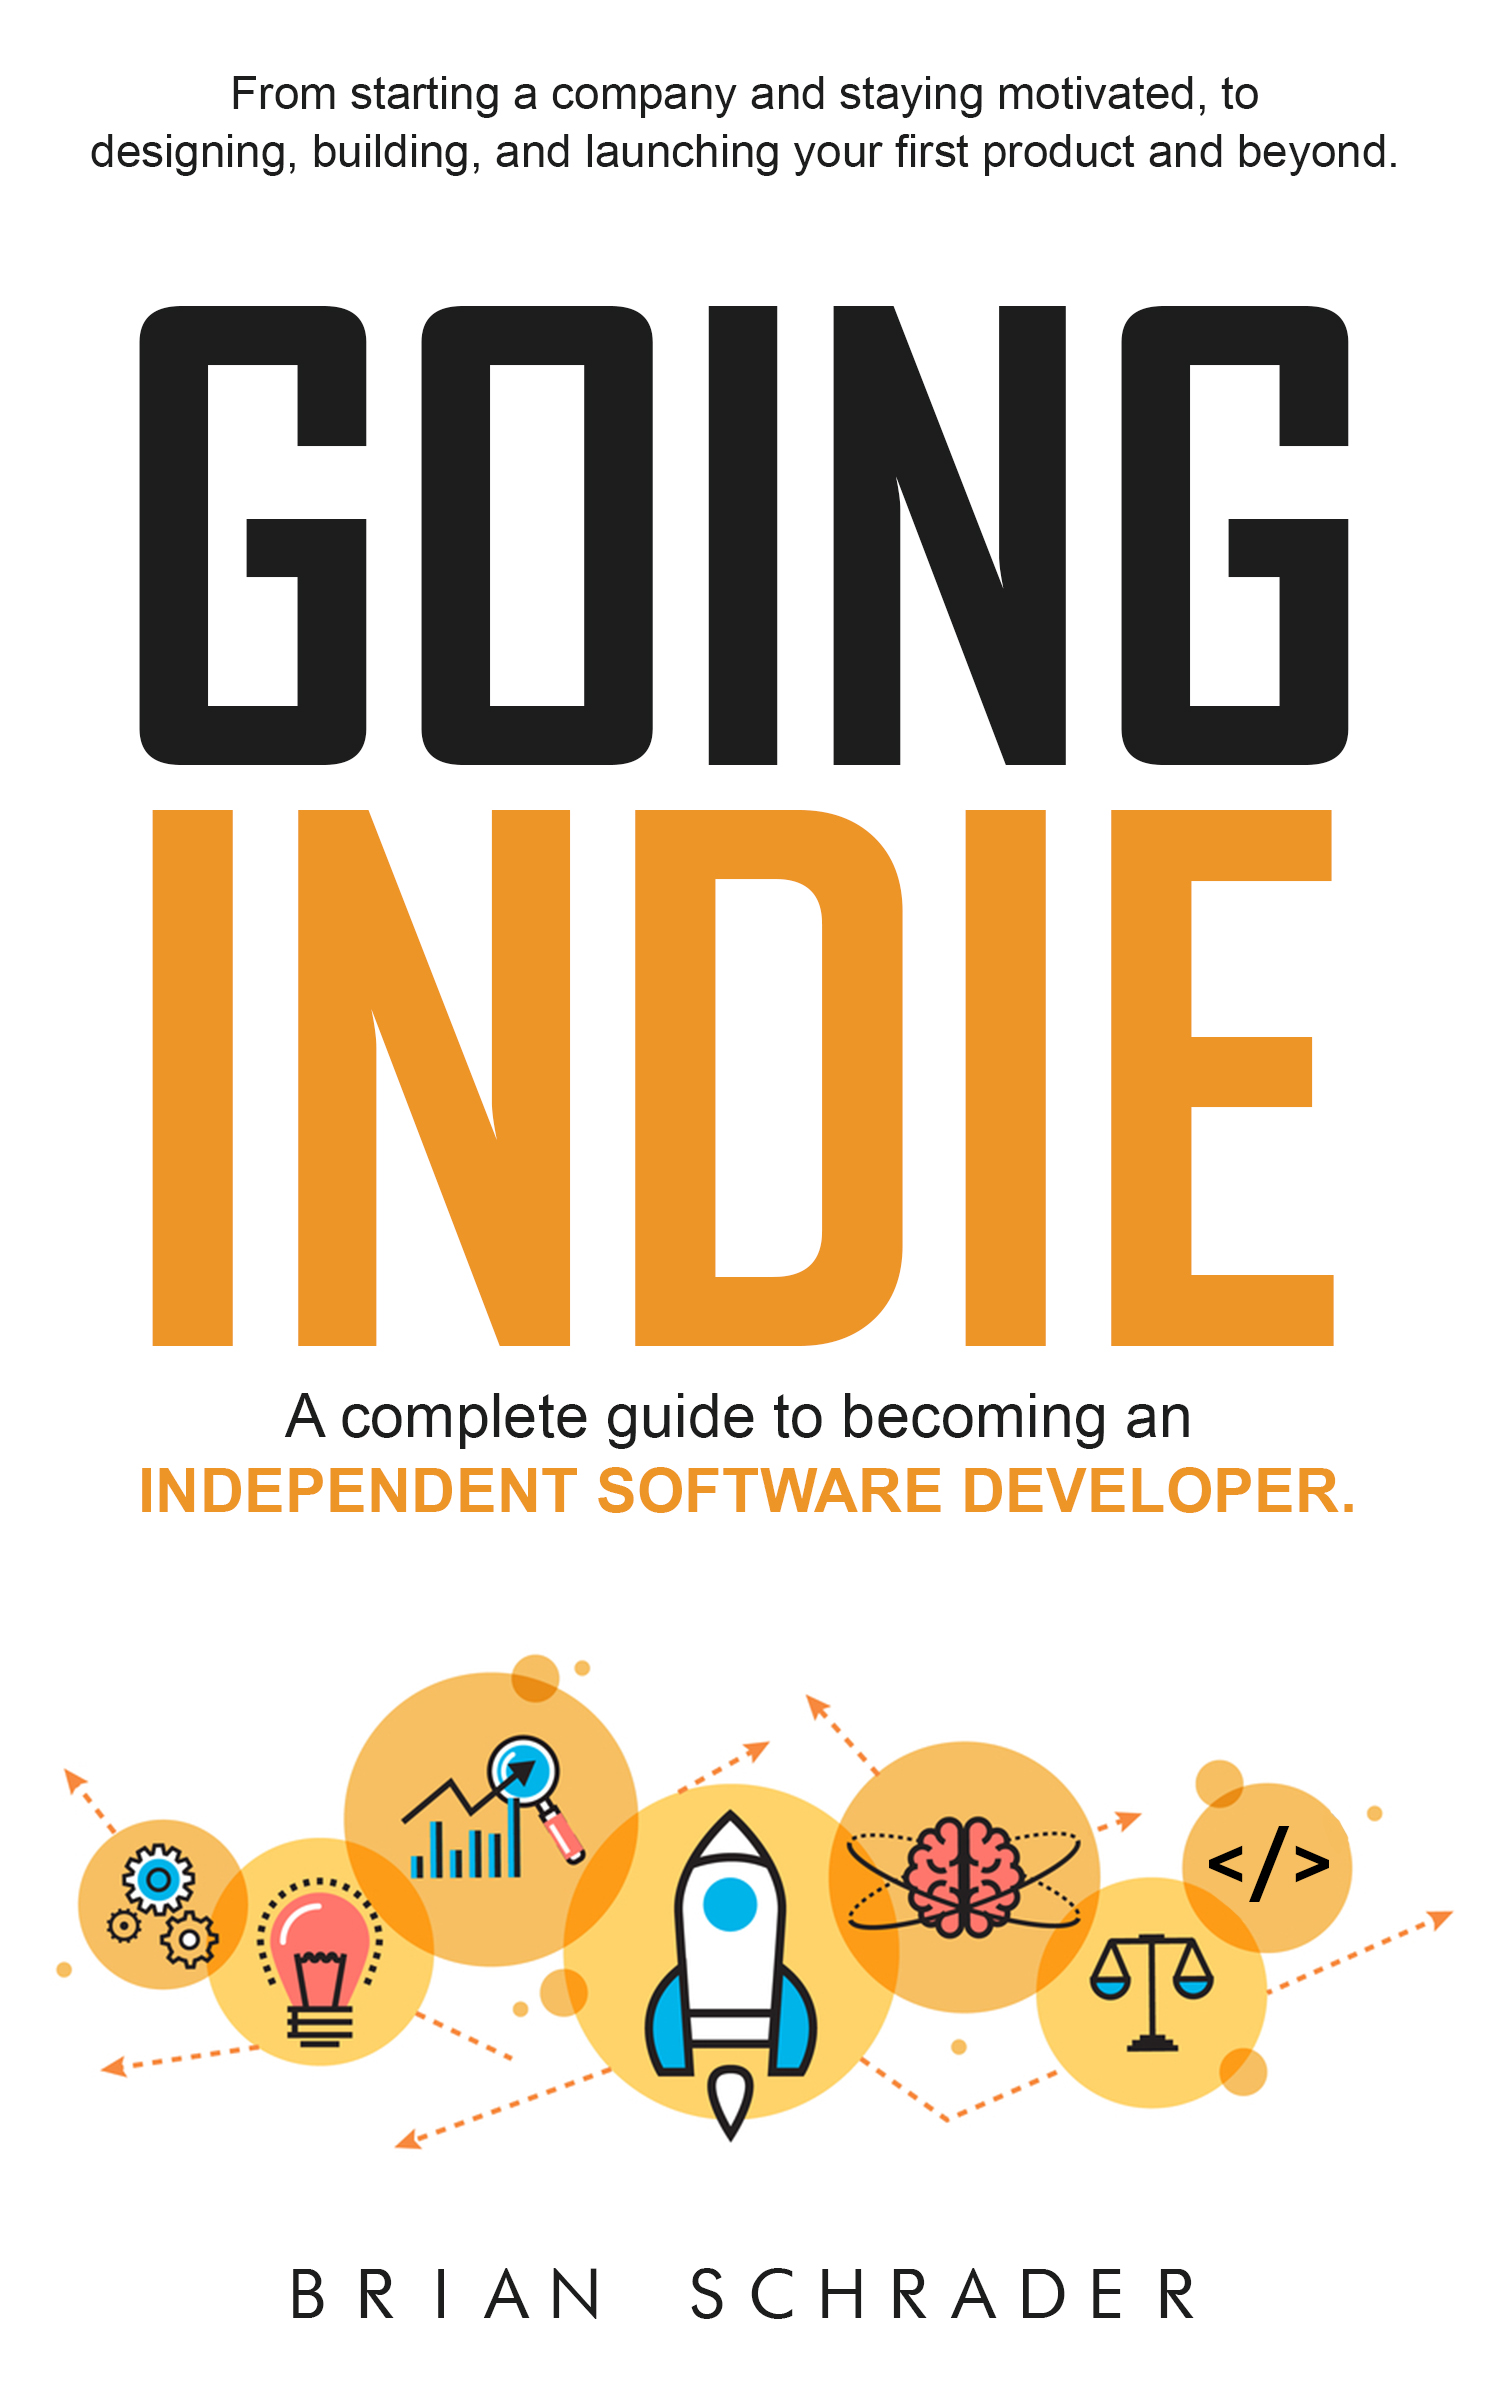 From starting a company and staying motivated, to
designing, building, and launching your first product and beyond.
GOING
INDIE
A complete guide to becoming an
INDEPENDENT SOFTWARE DEVELOPER.
</>
BRIAN SCHRADER